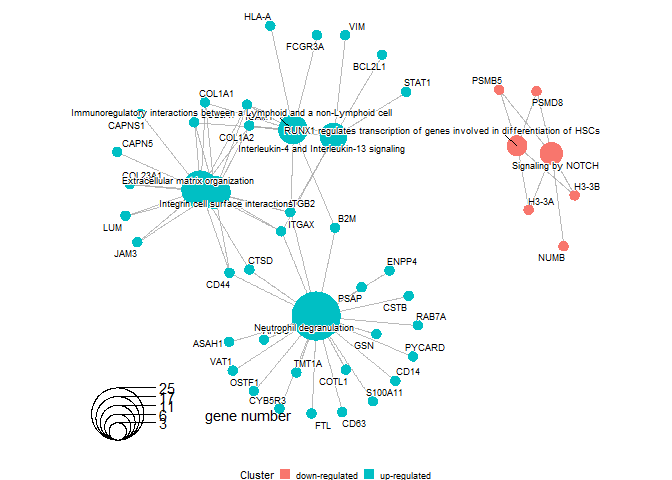 HLA-A
VIM
FCGR3A
BCL2L1
STAT1
PSMB5
PSMD8
COL1A1
Immunoregulatory interactions between a Lymphoid and a non-Lymphoid cell
CAPNS1
RUNX1 regulates transcription of genes involved in differentiation of HSCs
COL1A2
CAPN5
Interleukin-4 and Interleukin-13 signaling
Signaling by NOTCH
COL23A1
Extracellular matrix organization
H3-3B
H3-3A
Integrin cell surface interactions
ITGB2
LUM
ITGAX
B2M
JAM3
NUMB
CTSD
ENPP4
CD44
PSAP
CSTB
RAB7A
Neutrophil degranulation
ASAH1
GSN
PYCARD
VAT1
TMT1A
CD14
OSTF1
COTL1
S100A11
CYB5R3
FTL
CD63
25
17
11
6
3
gene number
Cluster down-regulated up-regulated